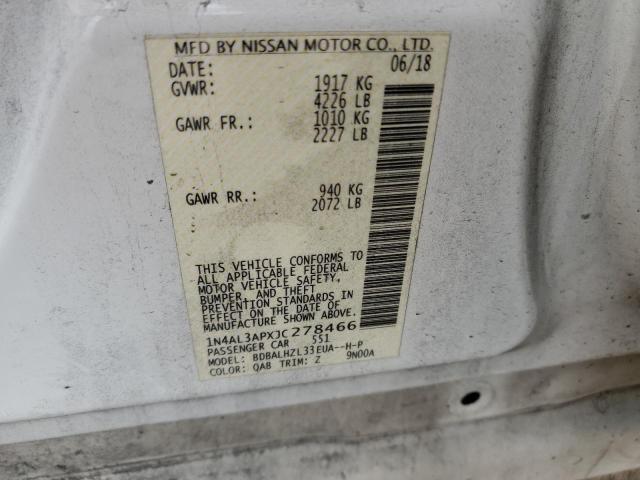 MFD BY NISSAN MOTOR CO., LTD.
DATE: 06/18
GVWR: 1917 KG
4226 LB
GAWR FR.: 1010 KG
2227 LB
GAWR RR.: 940 KG
2072 LB
THIS VEHICLE CONFORMS TO
ALL APPLICABLE FEDERAL
MOTOR VEHICLE SAFETY,
BUMPER, AND THEFT
PREVENTION STANDARDS IN
EFFECT ON THE DATE OF
MANUFACTURE SHOWN ABOVE.
1N4AL3APXJC278466
PASSENGER CAR 551
MODEL: BDBALHZL33EUA--H-P
COLOR: QAB TRIM: Z 9N00A